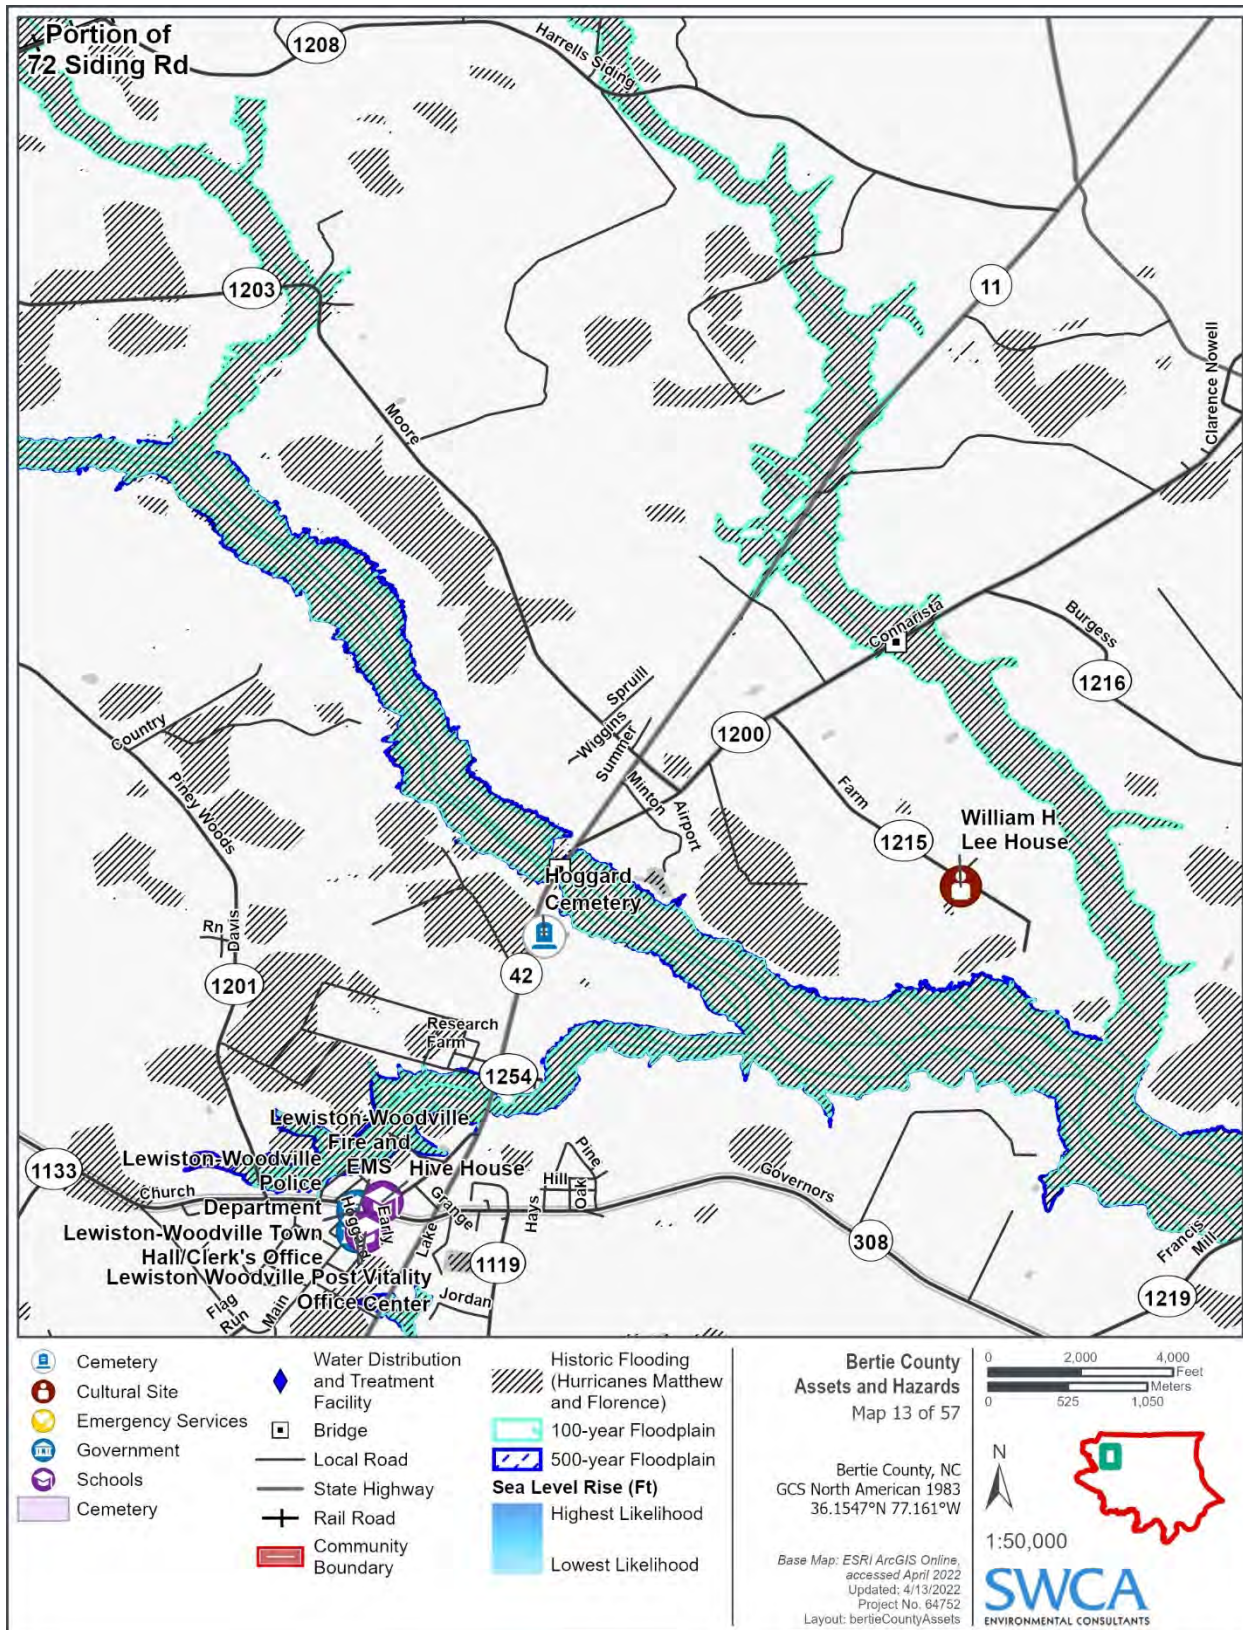 Portion of
72 Siding Rd
1208
Harrells Siding
1203
11
Moore
Clarence Nowell
Connarista
Burgess
1216
Country
Piney Woods
Spruill
Wiggins
Summer
1200
Minton
Airport
Farm
1215
William H.
Lee House
Hoggard
Cemetery
Rn
Davis
1201
42
Research
Farm
1254
Lewiston-Woodville
Fire and
EMS
Hive House
Lewiston-Woodville
Police
Department
1133
Church
Hoggard
Early
Grange
Lake
Hays
Hill
Pine
Oak
Governors
308
Francis
Mill
1219
Lewiston-Woodville Town
Hall/Clerk's Office
Lewiston Woodville Post Vitality
Office Center
1119
Jordan
Flag
Run
Main
Cemetery
Cultural Site
Emergency Services
Government
Schools
Cemetery
Water Distribution
and Treatment
Facility
Bridge
Local Road
State Highway
Rail Road
Community
Boundary
Historic Flooding
(Hurricanes Matthew
and Florence)
100-year Floodplain
500-year Floodplain
Sea Level Rise (Ft)
Highest Likelihood
Lowest Likelihood
Bertie County
Assets and Hazards
Map 13 of 57
Bertie County, NC
GCS North American 1983
36.1547°N 77.161°W
Base Map: ESRI ArcGIS Online,
accessed April 2022
Updated: 4/13/2022
Project No. 64752
Layout: bertieCountyAssets
0 2,000 4,000
Feet
Meters
0 525 1,050
N
1:50,000
SWCA
ENVIRONMENTAL CONSULTANTS